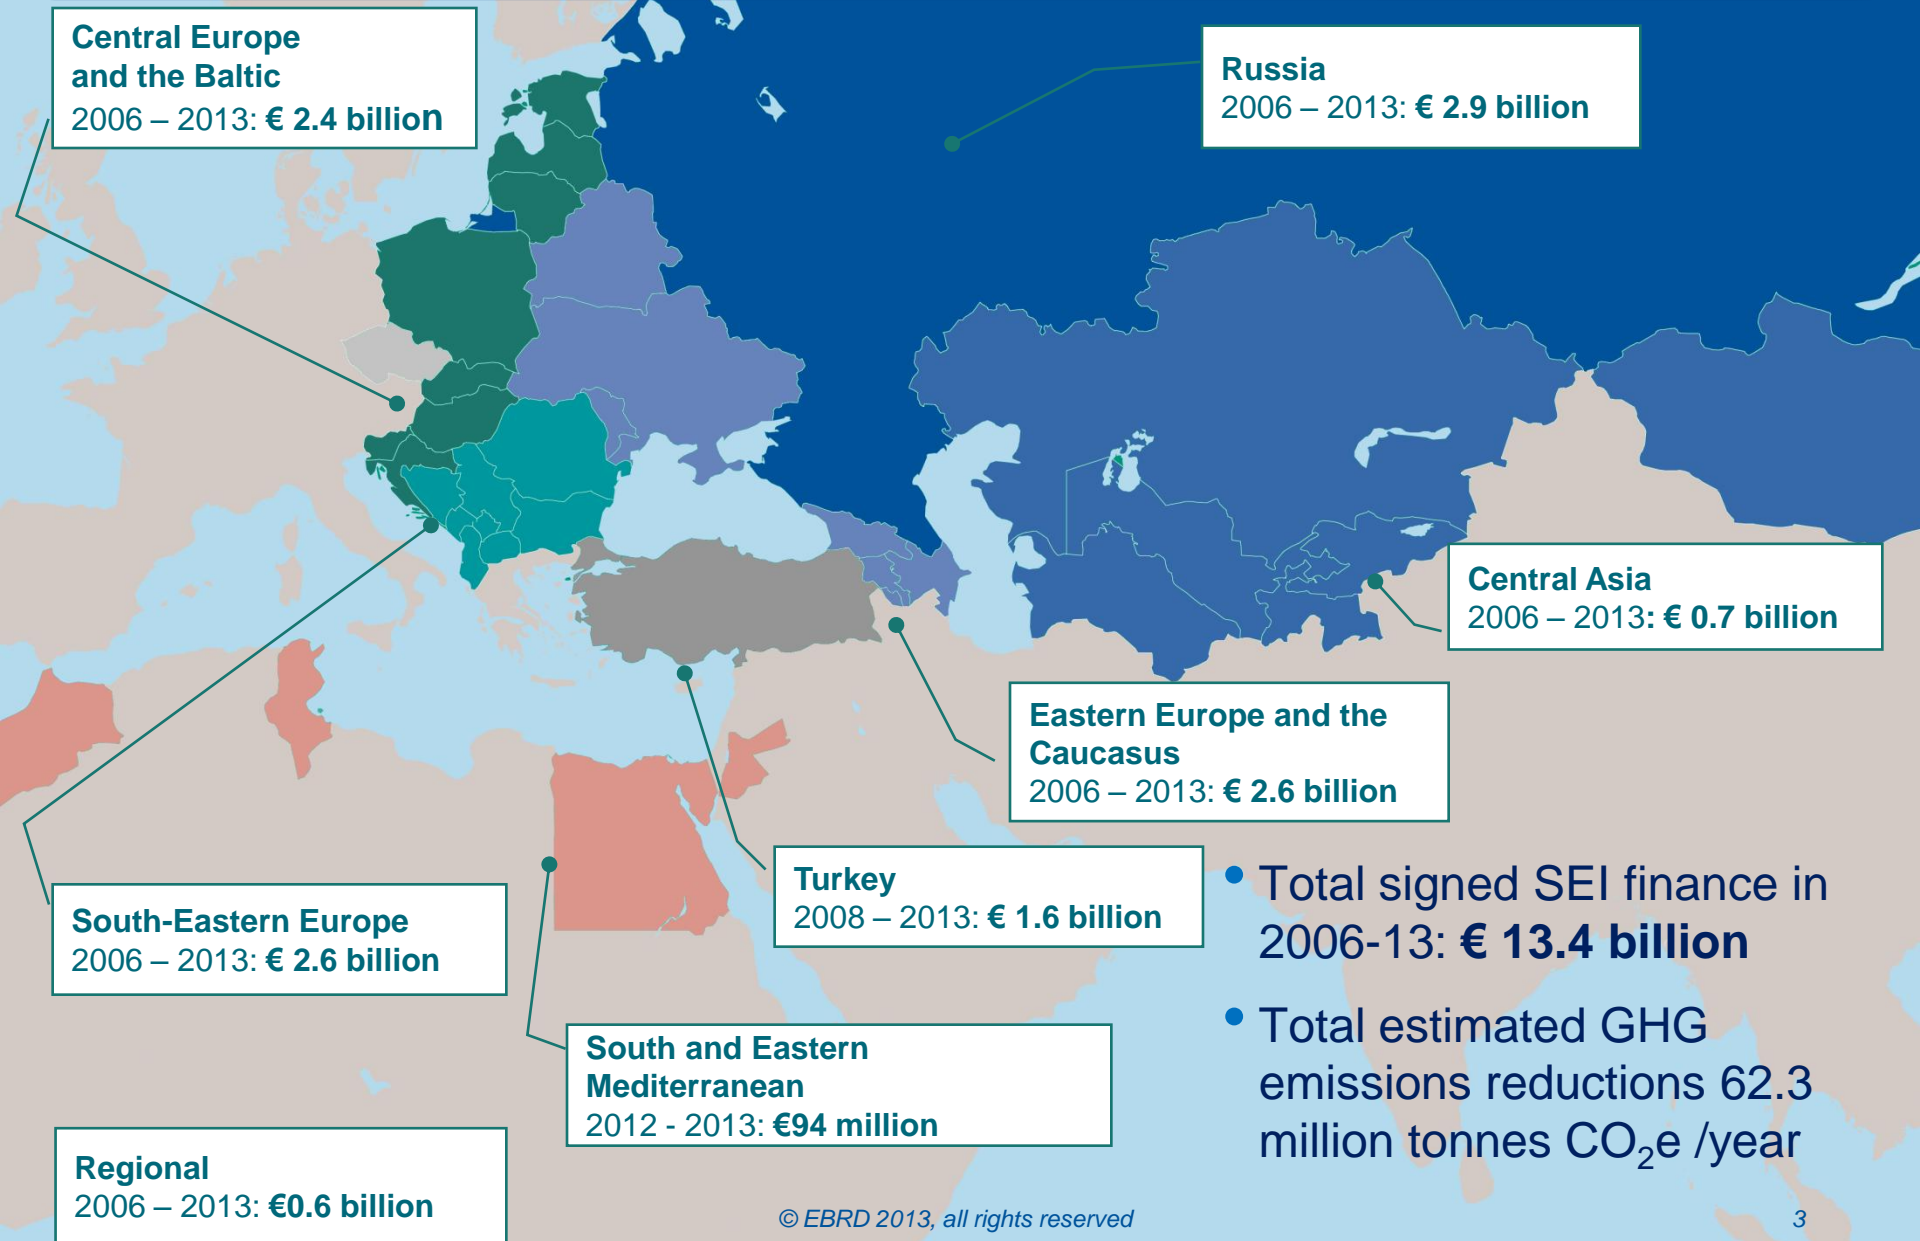 Central Europe
and the Baltic
2006 – 2013: € 2.4 billion
Russia
2006 – 2013: € 2.9 billion
Central Asia
2006 – 2013: € 0.7 billion
Eastern Europe and the
Caucasus
2006 – 2013: € 2.6 billion
Turkey
2008 – 2013: € 1.6 billion
South-Eastern Europe
2006 – 2013: € 2.6 billion
South and Eastern
Mediterranean
2012 - 2013: €94 million
Regional
2006 – 2013: €0.6 billion
• Total signed SEI finance in
2006-13: € 13.4 billion
• Total estimated GHG
emissions reductions 62.3
million tonnes CO₂e /year
© EBRD 2013, all rights reserved
3